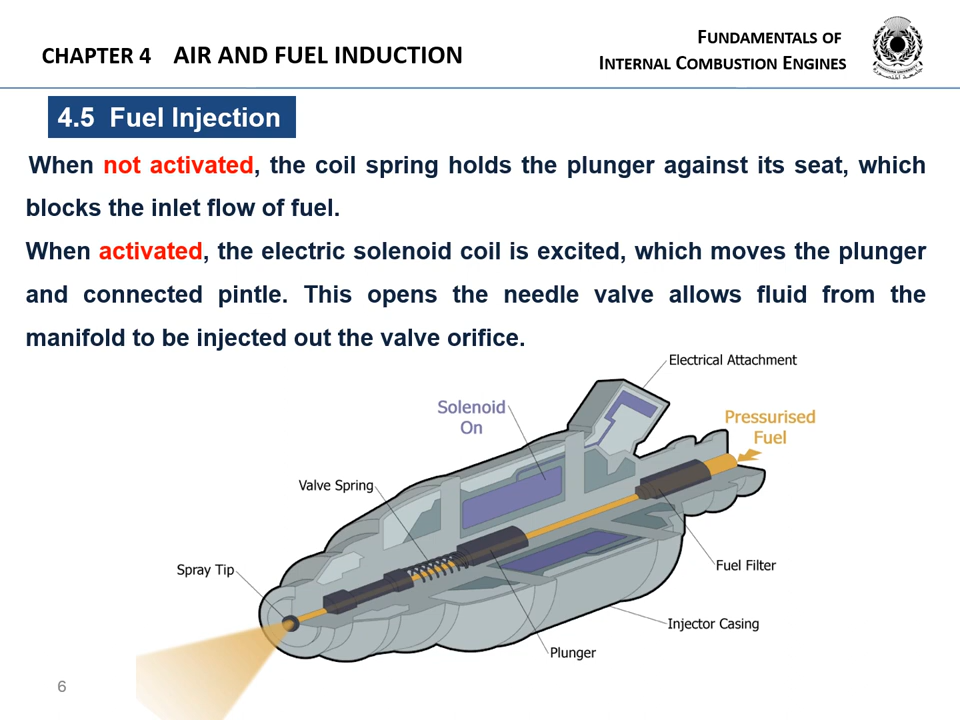 CHAPTER 4 AIR AND FUEL INDUCTION
FUNDAMENTALS OF
INTERNAL COMBUSTION ENGINES
4.5 Fuel Injection
When not activated, the coil spring holds the plunger against its seat, which
blocks the inlet flow of fuel.
When activated, the electric solenoid coil is excited, which moves the plunger
and connected pintle. This opens the needle valve allows fluid from the
manifold to be injected out the valve orifice.
Electrical Attachment
Solenoid
On
Pressurised
Fuel
Valve Spring
Spray Tip
Fuel Filter
Injector Casing
Plunger
6